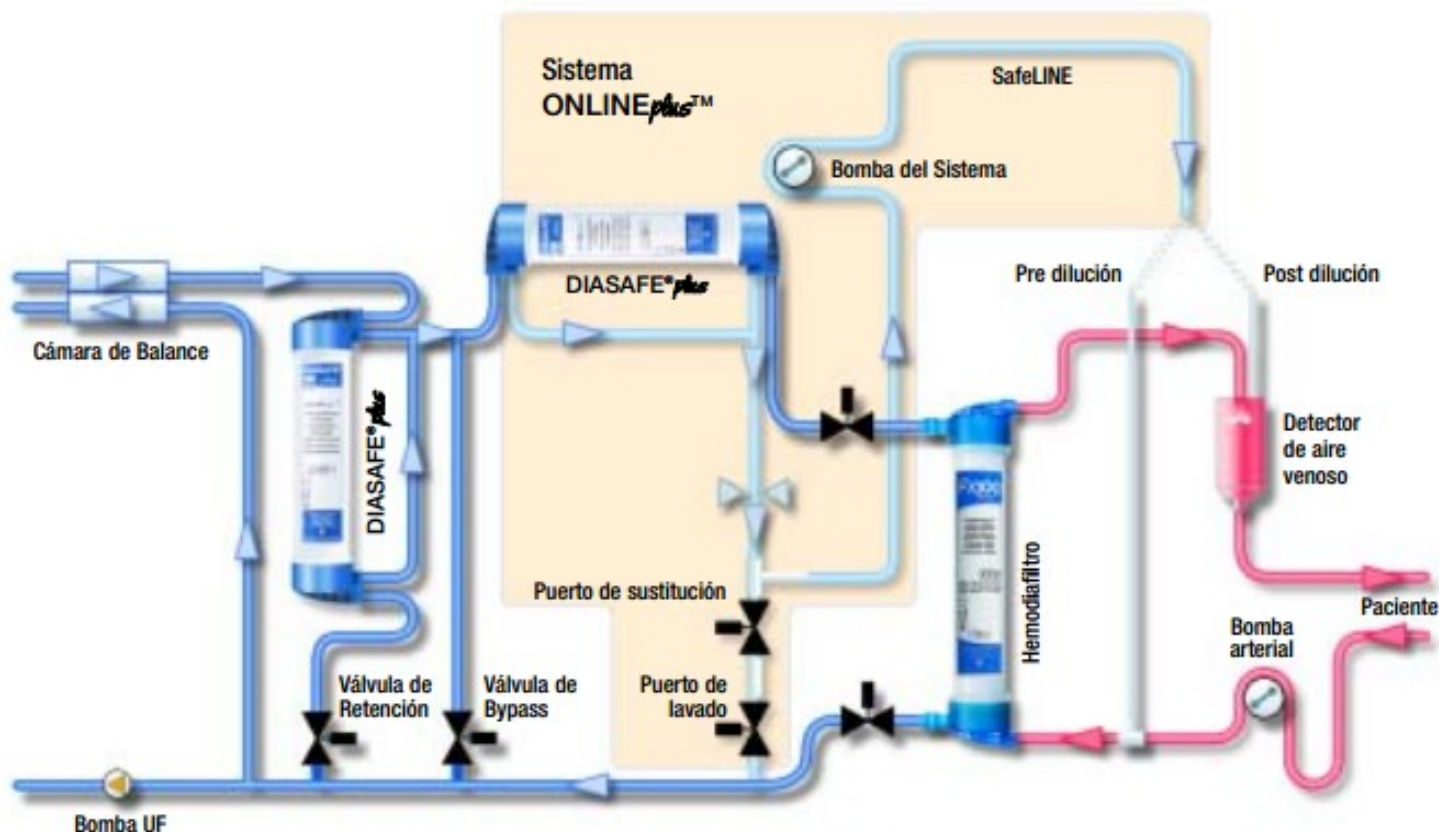 Sistema
ONLINEplus™
SafeLINE
Bomba del Sistema
DIASAFE®plus
Pre dilución
Post dilución
Cámara de Balance
DIASAFE®plus
Detector
de aire
venoso
Hemodiafiltro
Puerto de sustitución
Paciente
Bomba
arterial
Válvula de
Retención
Válvula de
Bypass
Puerto de
lavado
Bomba UF